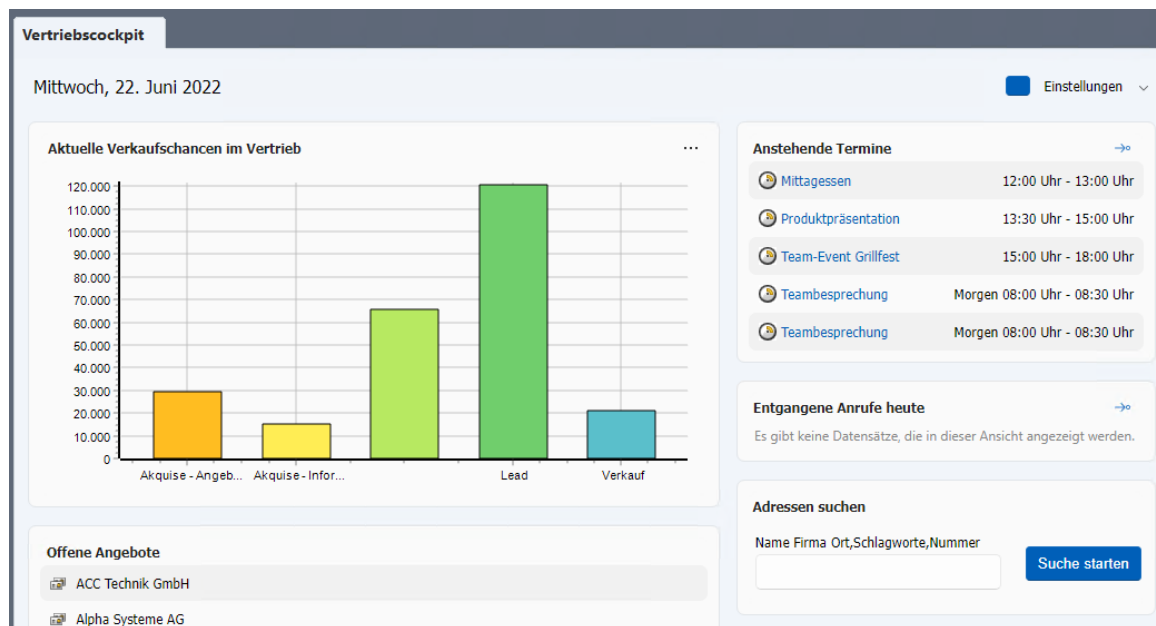 Vertriebscockpit
Mittwoch, 22. Juni 2022
Einstellungen
Aktuelle Verkaufschancen im Vertrieb
120.000
110.000
100.000
90.000
80.000
70.000
60.000
50.000
40.000
30.000
20.000
10.000
0
Akquise - Angeb... Akquise - Infor... Lead Verkauf
Offene Angebote
ACC Technik GmbH
Alpha Systeme AG
Anstehende Termine
Mittagessen 12:00 Uhr - 13:00 Uhr
Produktpräsentation 13:30 Uhr - 15:00 Uhr
Team-Event Grillfest 15:00 Uhr - 18:00 Uhr
Teambesprechung Morgen 08:00 Uhr - 08:30 Uhr
Teambesprechung Morgen 08:00 Uhr - 08:30 Uhr
Entgangene Anrufe heute
Es gibt keine Datensätze, die in dieser Ansicht angezeigt werden.
Adressen suchen
Name Firma Ort,Schlagworte,Nummer
Suche starten